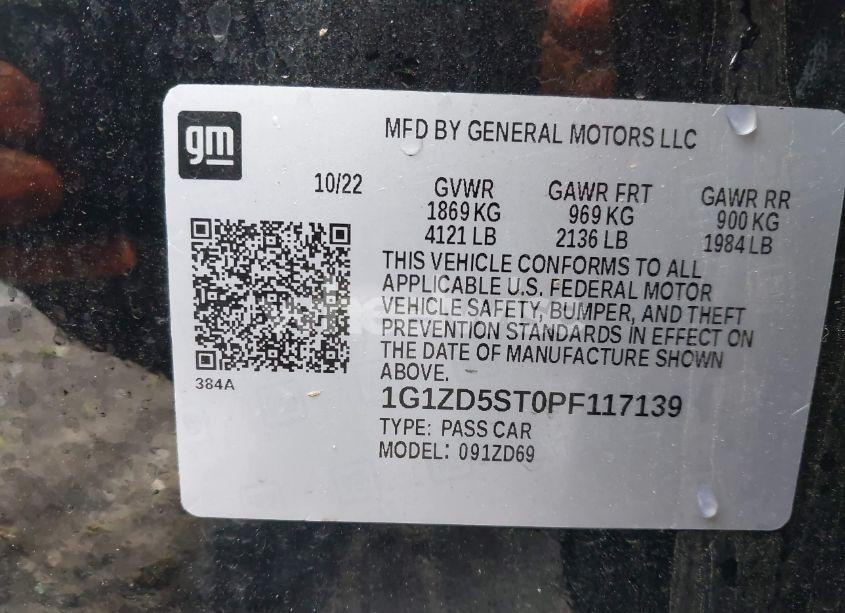 gm
MFD BY GENERAL MOTORS LLC
10/22
GVWR GAWR FRT GAWR RR
1869 KG 969 KG 900 KG
4121 LB 2136 LB 1984 LB
THIS VEHICLE CONFORMS TO ALL
APPLICABLE U.S. FEDERAL MOTOR
VEHICLE SAFETY, BUMPER, AND THEFT
PREVENTION STANDARDS IN EFFECT ON
THE DATE OF MANUFACTURE SHOWN
ABOVE.
384A
1G1ZD5ST0PF117139
TYPE: PASS CAR
MODEL: 091ZD69